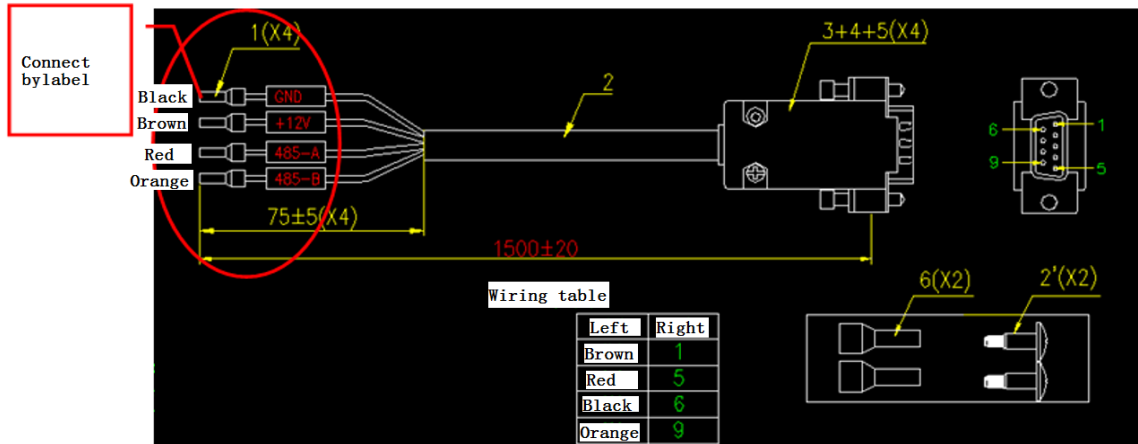 Connect
bylabel
1(X4)
3+4+5(X4)
2
Black GND
Brown +12V
Red 485-A
Orange 485-B
6 1
9 5
75±5(X4)
1500±20
Wiring table
Left Right
Brown 1
Red 5
Black 6
Orange 9
6(X2) 2'(X2)